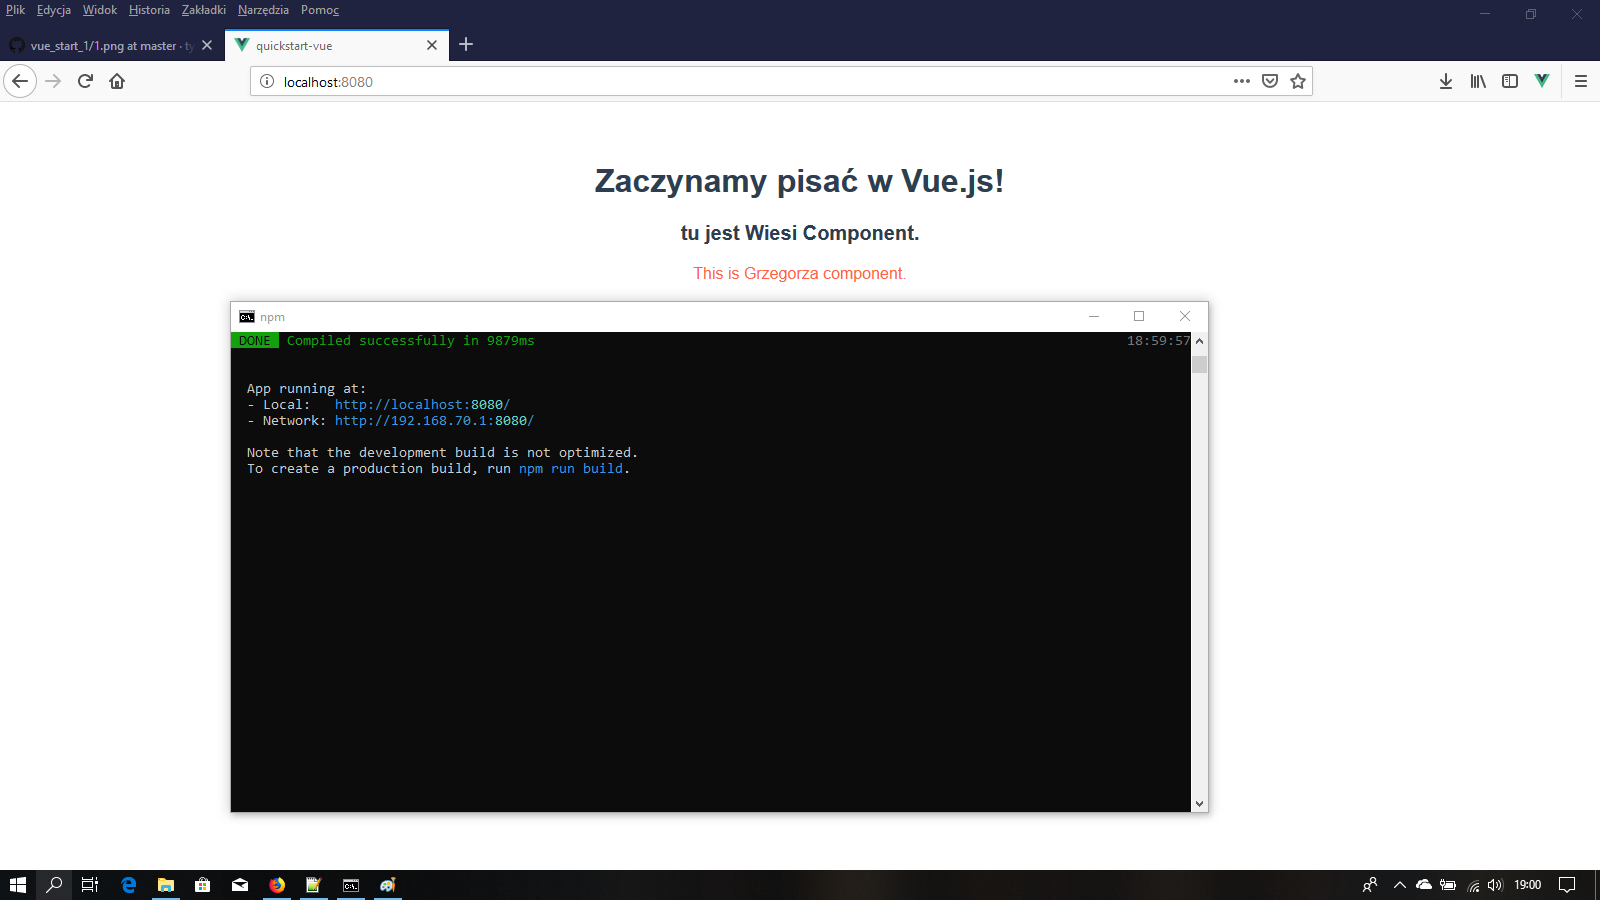 Plik Edycja Widok Historia Zakładki Narzędzia Pomoc
vue_start_1/1.png at master · ty
quickstart-vue
localhost:8080
Zaczynamy pisać w Vue.js!
tu jest Wiesi Component.
This is Grzegorza component.
npm
DONE Compiled successfully in 9879ms 18:59:57
App running at:
- Local: http://localhost:8080/
- Network: http://192.168.70.1:8080/
Note that the development build is not optimized.
To create a production build, run npm run build.
19:00